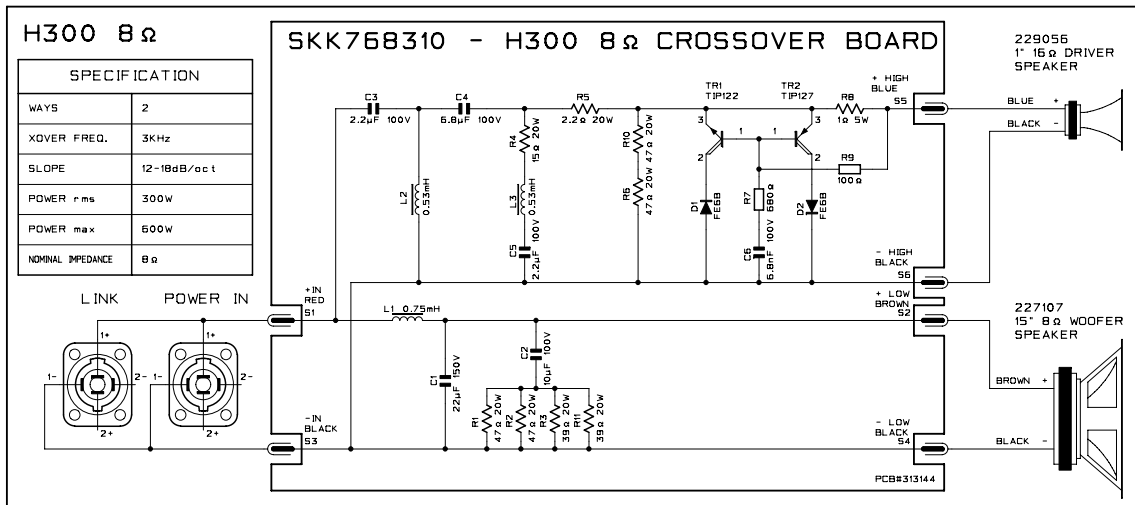 H300 8Ω
SPECIFICATION
WAYS 2
XOVER FREQ. 3KHz
SLOPE 12-18dB/oct
POWER rms 300W
POWER max 600W
NOMINAL IMPEDANCE 8Ω
LINK POWER IN
1+
1+
1-
2-
1-
2-
2+
2+
SKK768310 - H300 8Ω CROSSOVER BOARD
C3
2.2µF 100V
C4
6.8µF 100V
R5
2.2Ω 20W
TR1
TIP122
TR2
TIP127
R8
1Ω 5W
+ HIGH
BLUE
S5
R4
15Ω 20W
R10
47Ω 20W
3
1
2
3
1
2
R9
100Ω
L2
0.53mH
L3
0.53mH
R6
47Ω 20W
D1
FE6B
R7
680Ω
D2
FE6B
C5
2.2µF 100V
C6
6.8nF 100V
- HIGH
BLACK
S6
+IN
RED
S1
L1 0.75mH
+ LOW
BROWN
S2
C1
22µF 150V
C2
10µF 100V
R1
47Ω 20W
R2
47Ω 20W
R3
39Ω 20W
R11
39Ω 20W
-IN
BLACK
S3
- LOW
BLACK
S4
PCB#313144
229056
1" 16Ω DRIVER
SPEAKER
BLUE +
BLACK -
227107
15" 8Ω WOOFER
SPEAKER
BROWN +
BLACK -